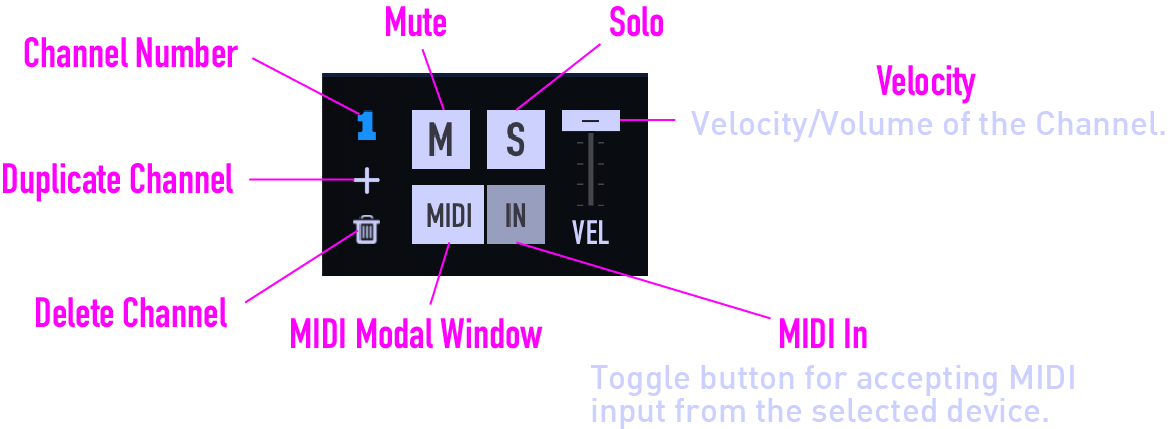 Mute
Solo
Channel Number
Velocity
Velocity/Volume of the Channel.
1
M
S
Duplicate Channel
MIDI
IN
VEL
Delete Channel
MIDI Modal Window
MIDI In
Toggle button for accepting MIDI
input from the selected device.